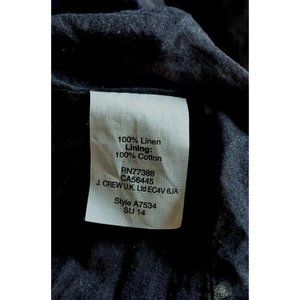 100% Linen
Lining:
100% Cotton
RN77388
CA58445
J. CREW U.K. Ltd EC4V 6JA
Style A7534
SU 14